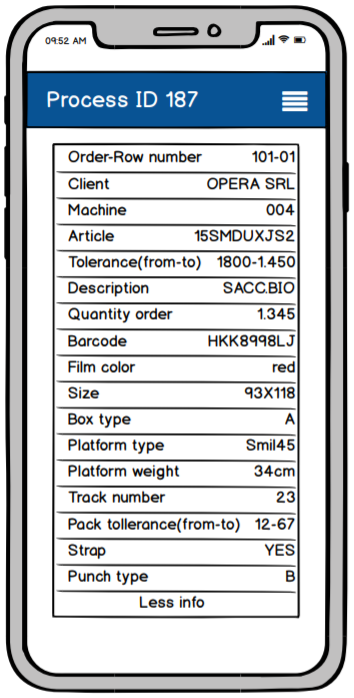 09:52 AM
Process ID 187
Order-Row number 101-01
Client OPERA SRL
Machine 004
Article 15SMDUXJS2
Tolerance(from-to) 1800-1.450
Description SACC.BIO
Quantity order 1.345
Barcode HKK8998LJ
Film color red
Size 93X118
Box type A
Platform type Smil45
Platform weight 34cm
Track number 23
Pack tollerance(from-to) 12-67
Strap YES
Punch type B
Less info